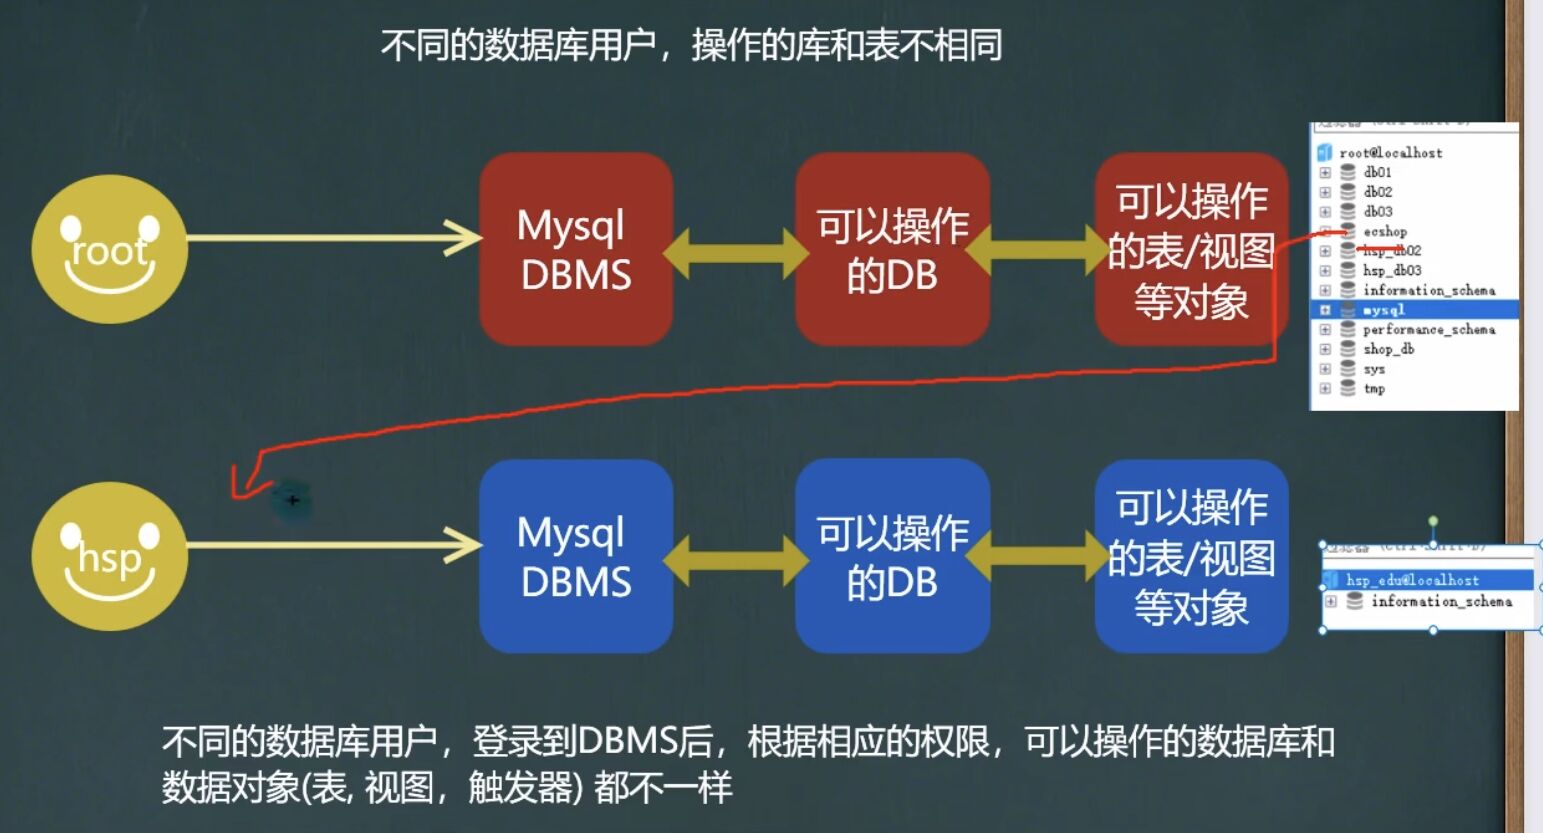 不同的数据库用户，操作的库和表不相同
root
Mysql
DBMS
可以操作
的DB
可以操作
的表/视图
等对象
root@localhost
db01
db02
db03
ecshop
hsp_db02
hsp_db03
information_schema
mysql
performance_schema
shop_db
sys
tmp
hsp
Mysql
DBMS
可以操作
的DB
可以操作
的表/视图
等对象
hsp_edu@localhost
information_schema
不同的数据库用户，登录到DBMS后，根据相应的权限，可以操作的数据库和
数据对象(表, 视图，触发器) 都不一样